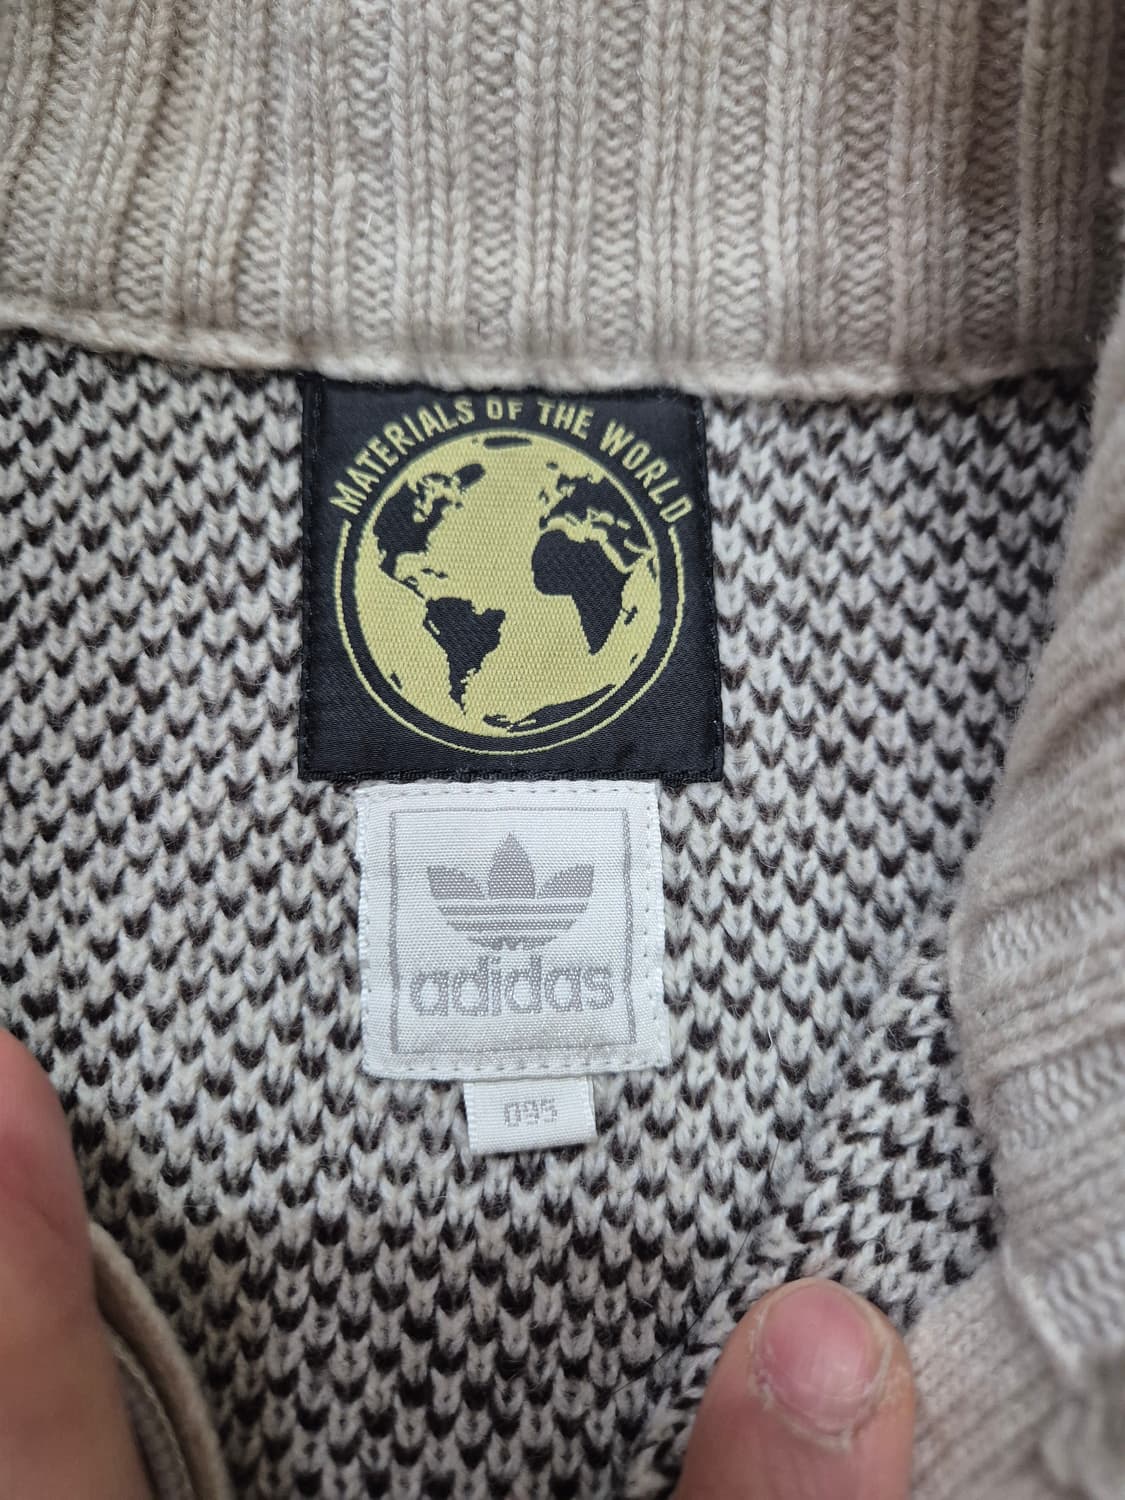 MATERIALS OF THE WORLD
adidas
095